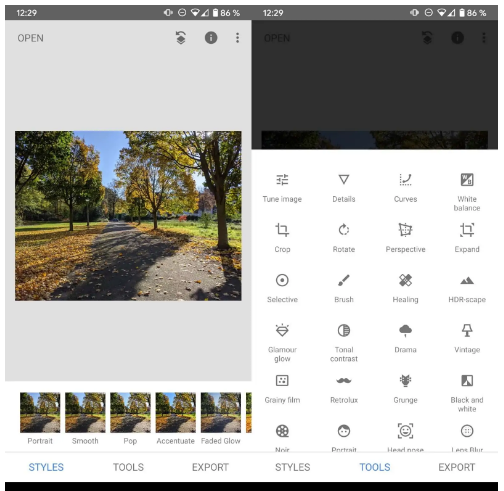 12:29
86 %
OPEN
Portrait Smooth Pop Accentuate Faded Glow
STYLES TOOLS EXPORT
12:29
86 %
OPEN
Tune image Details Curves White
balance
Crop Rotate Perspective Expand
Selective Brush Healing HDR-scape
Glamour Tonal Drama Vintage
glow contrast
Grainy film Retrolux Grunge Black and
white
Noir Portrait Head pose Lens Blur
STYLES TOOLS EXPORT